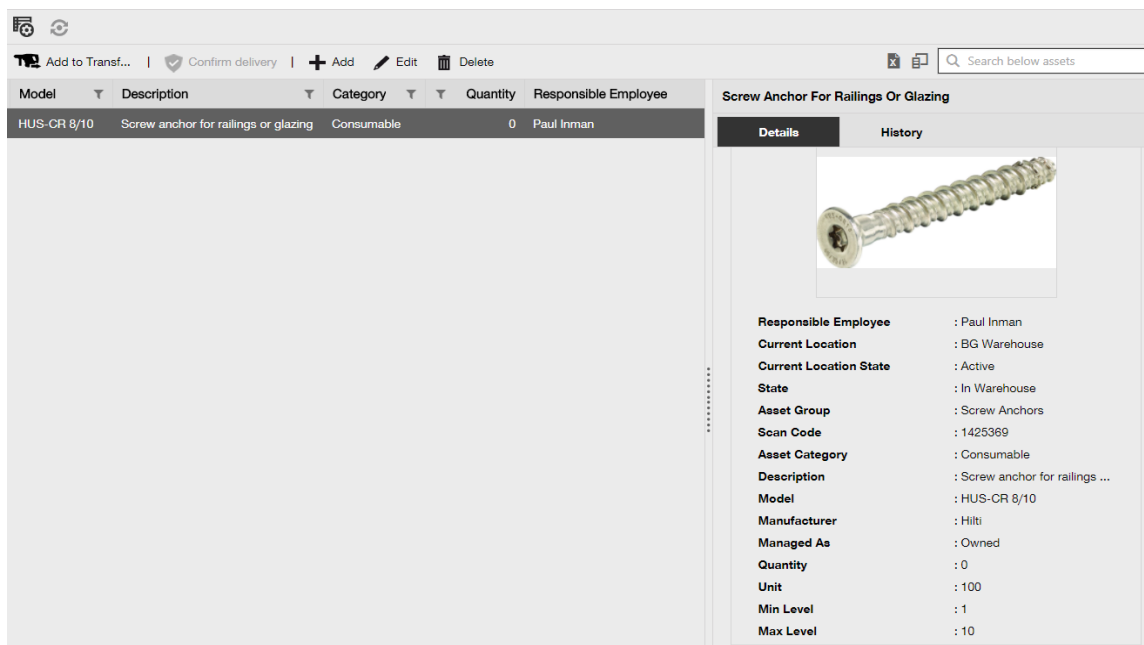 Add to Transf... | Confirm delivery | Add Edit Delete
Search below assets
Model Description Category Quantity Responsible Employee
HUS-CR 8/10 Screw anchor for railings or glazing Consumable 0 Paul Inman
Screw Anchor For Railings Or Glazing
Details History
Responsible Employee : Paul Inman
Current Location : BG Warehouse
Current Location State : Active
State : In Warehouse
Asset Group : Screw Anchors
Scan Code : 1425369
Asset Category : Consumable
Description : Screw anchor for railings ...
Model : HUS-CR 8/10
Manufacturer : Hilti
Managed As : Owned
Quantity : 0
Unit : 100
Min Level : 1
Max Level : 10